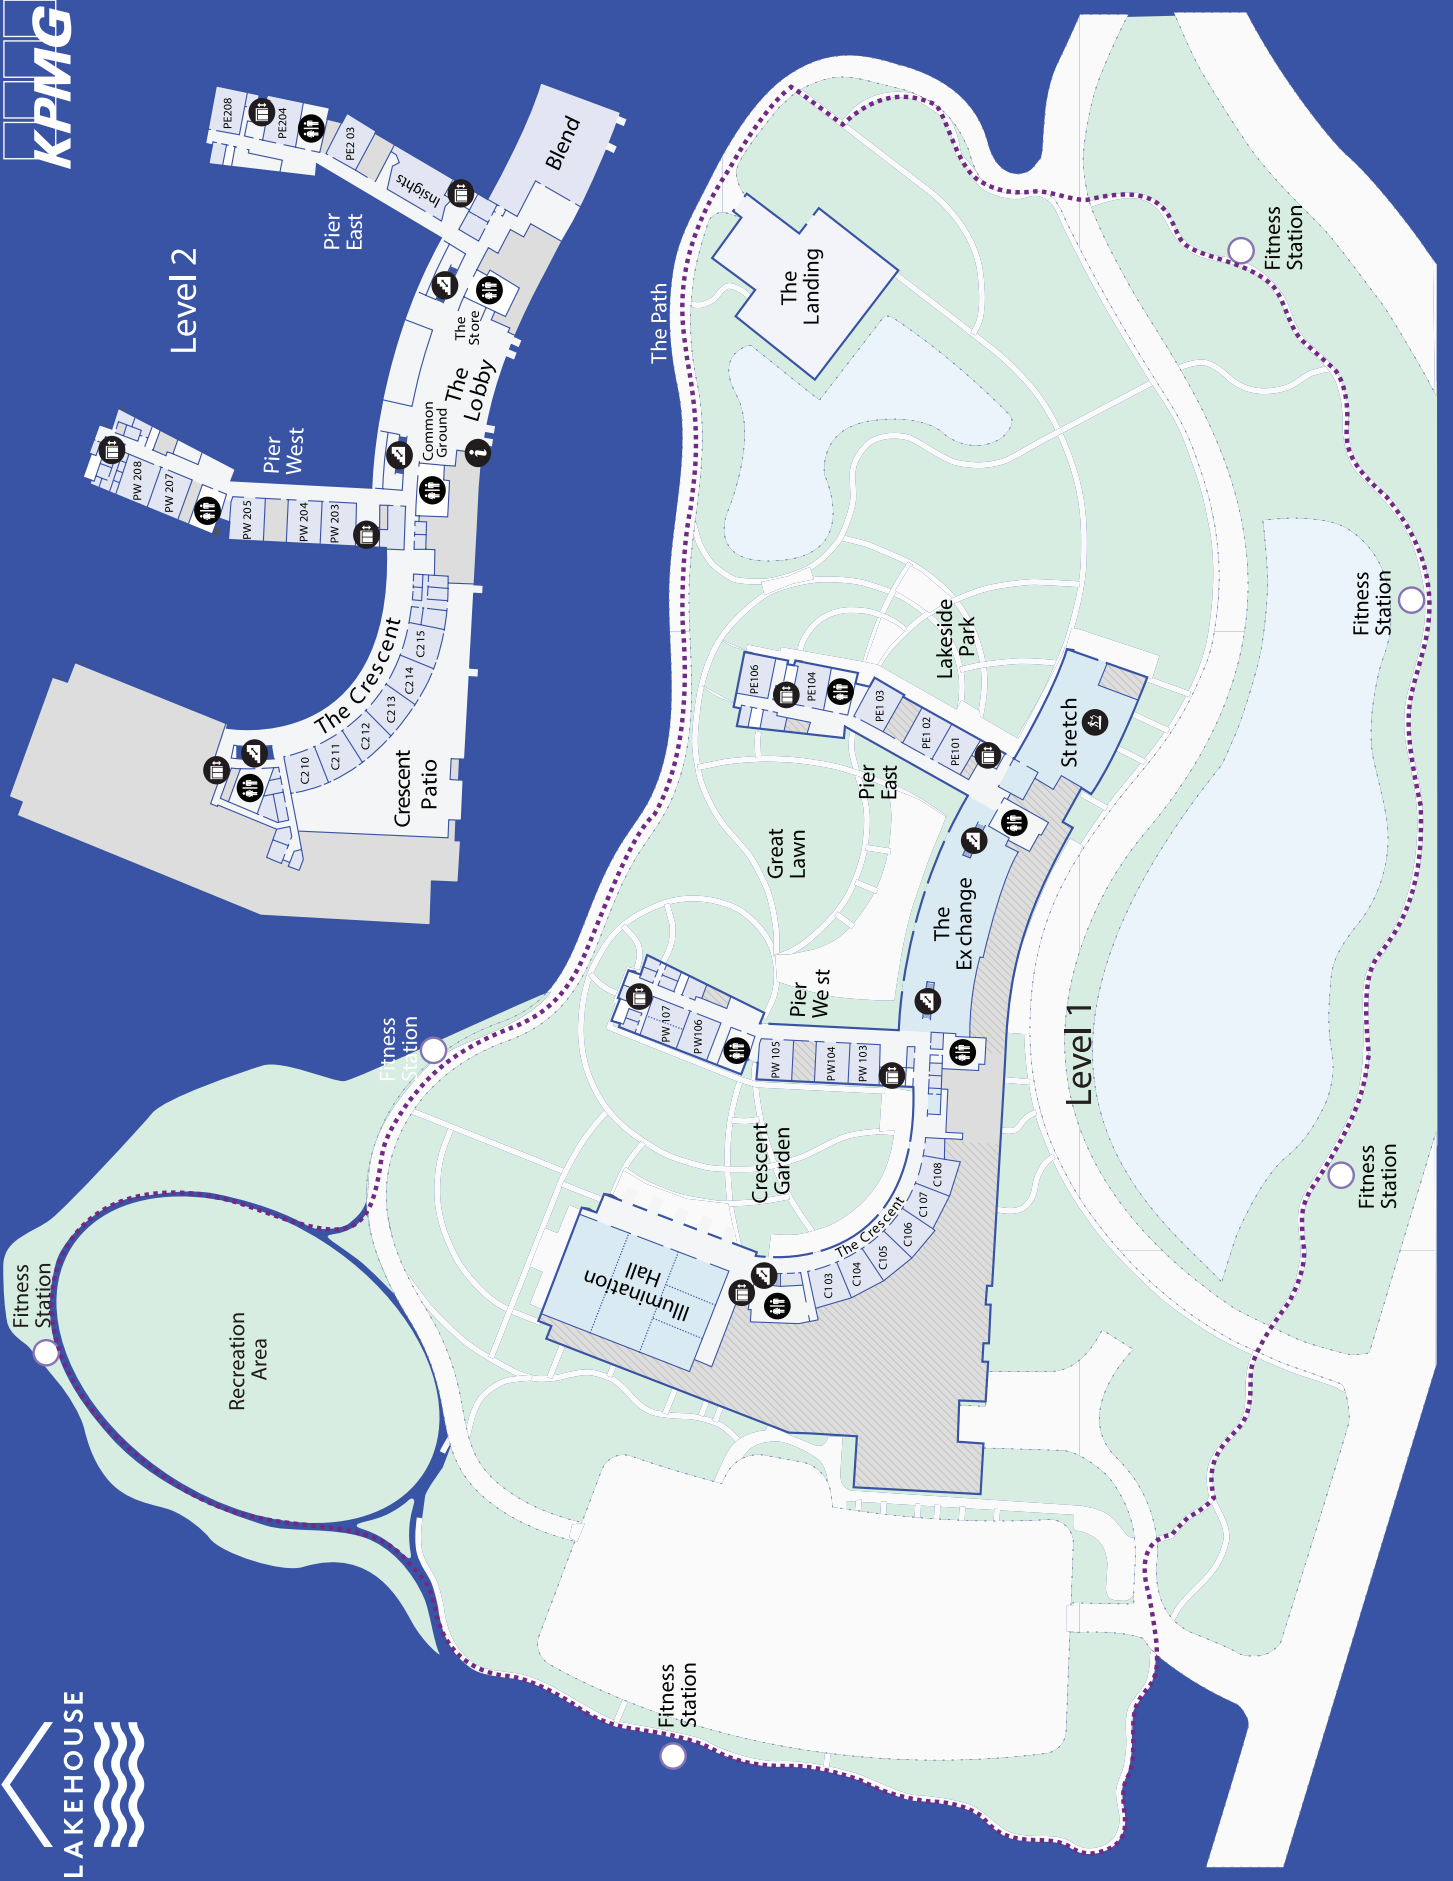 KPMG
LAKEHOUSE
Level 2
PE208
PE204
PE2 03
Insights
Blend
Pier
East
The
Store
The
Lobby
Common
Ground
Pier
West
PW 208
PW 207
PW 205
PW 204
PW 203
The Crescent
C215
C214
C213
C212
C211
C210
Crescent
Patio
The Path
The
Landing
Fitness
Station
Fitness
Station
Lakeside
Park
PE106
PE104
PE1 03
PE1 02
PE101
Pier
East
Stretch
Great
Lawn
The
Exchange
Pier
We st
PW 107
PW106
PW 105
PW104
PW 103
Level 1
Fitness
Station
Fitness
Station
Crescent
Garden
The Crescent
C108
C107
C106
C105
C104
C103
Illumination
Hall
Recreation
Area
Fitness
Station
Fitness
Station